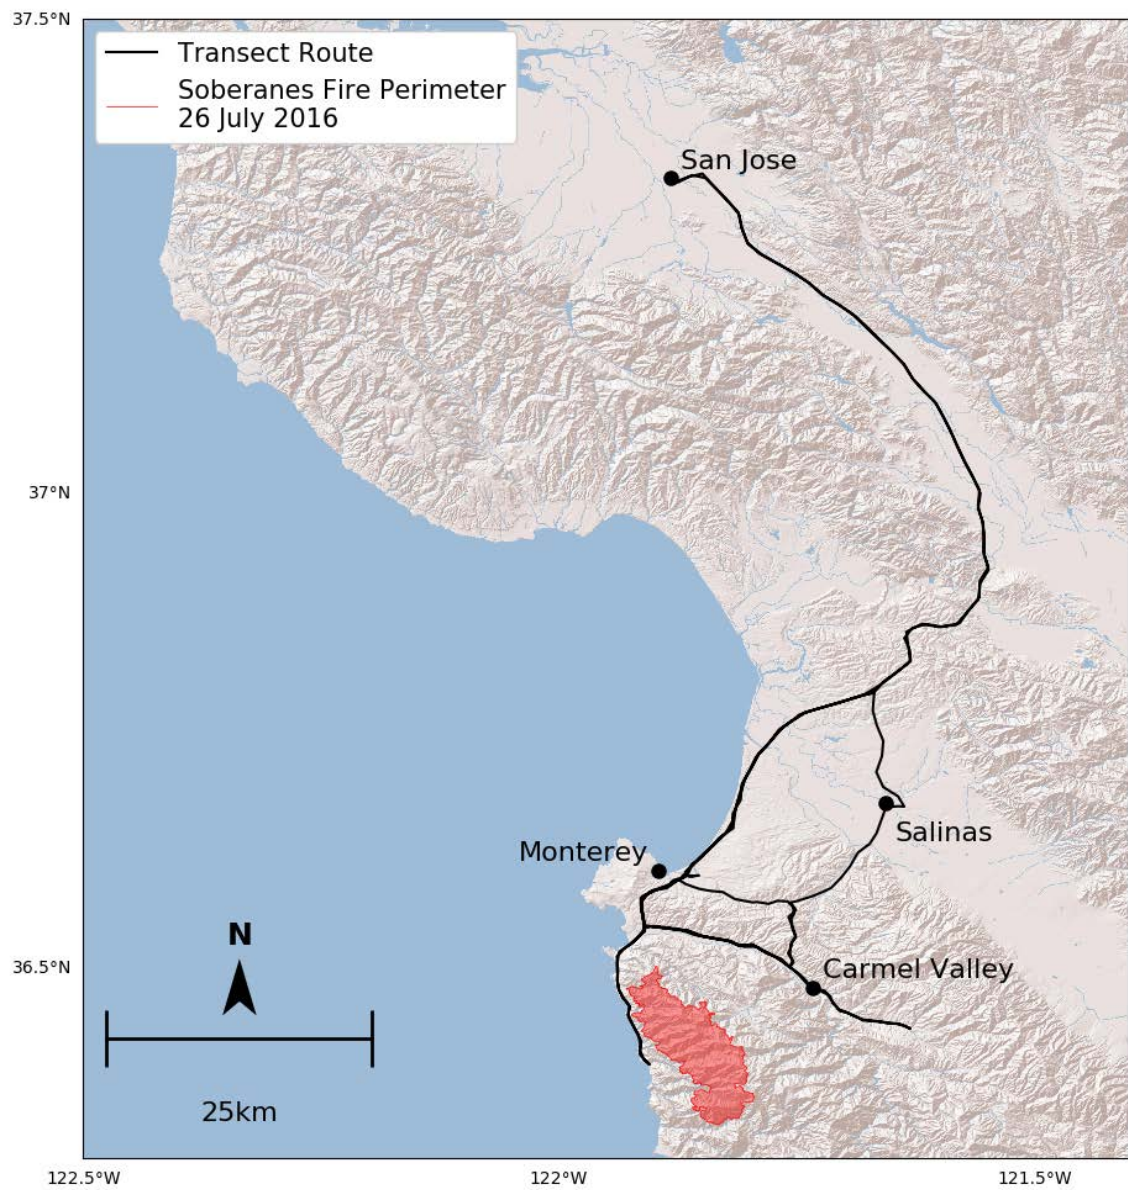 37.5°N
Transect Route
Soberanes Fire Perimeter
26 July 2016
San Jose
37°N
Salinas
Monterey
N
36.5°N
Carmel Valley
25km
122.5°W
122°W
121.5°W